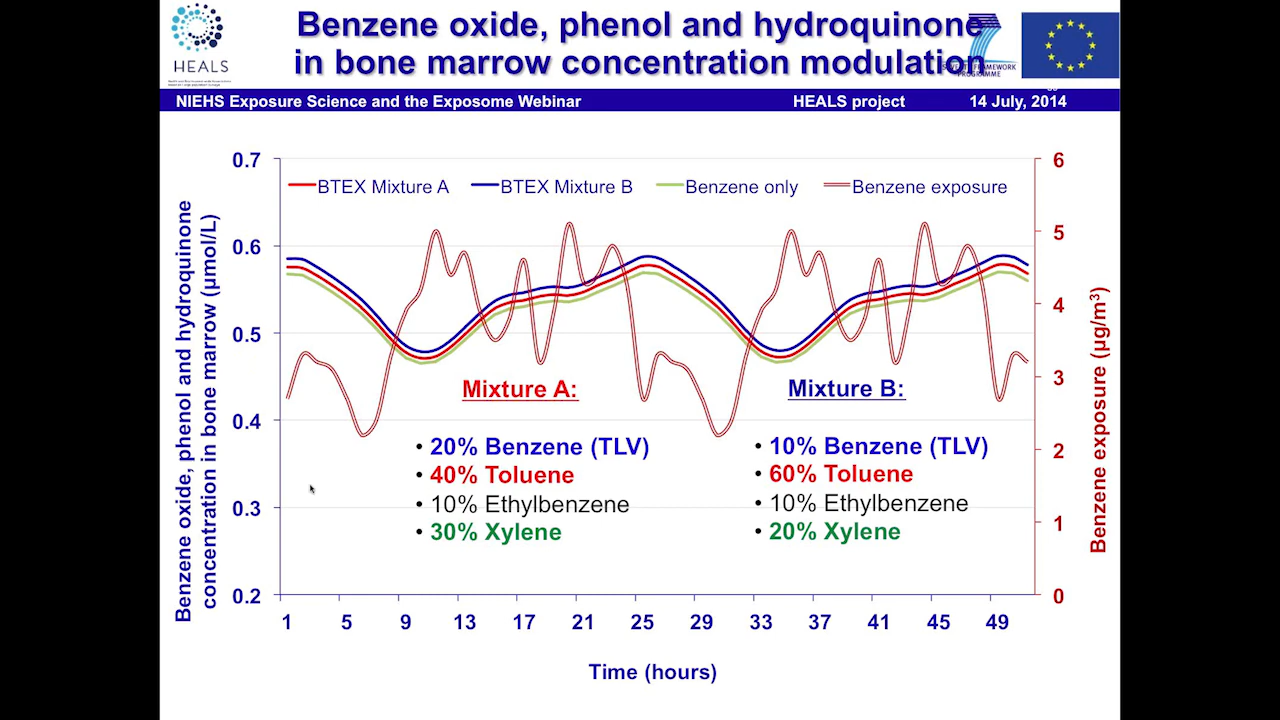 Benzene oxide, phenol and hydroquinone
in bone marrow concentration modulation
HEALS
PROGRAMME
NIEHS Exposure Science and the Exposome Webinar
HEALS project
14 July, 2014
Benzene oxide, phenol and hydroquinone
concentration in bone marrow (µmol/L)
0.7
0.6
0.5
0.4
0.3
0.2
BTEX Mixture A
BTEX Mixture B
Benzene only
Benzene exposure
Mixture A:
• 20% Benzene (TLV)
• 40% Toluene
• 10% Ethylbenzene
• 30% Xylene
Mixture B:
• 10% Benzene (TLV)
• 60% Toluene
• 10% Ethylbenzene
• 20% Xylene
6
5
4
3
2
1
0
Benzene exposure (µg/m³)
1 5 9 13 17 21 25 29 33 37 41 45 49
Time (hours)